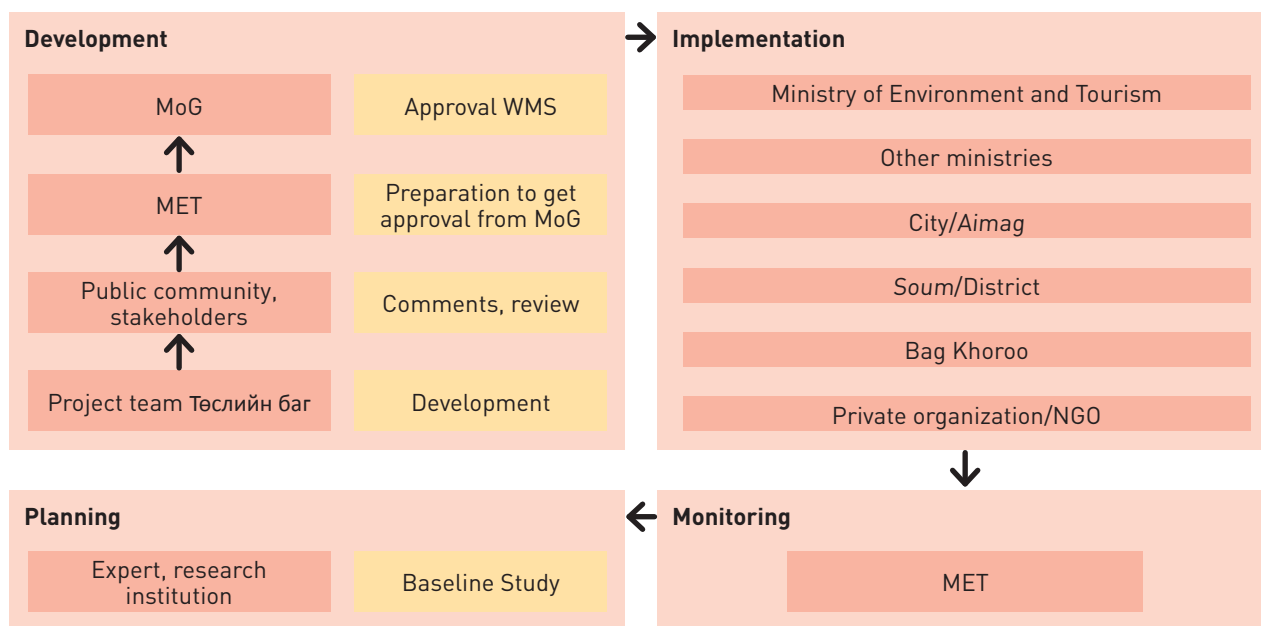 Development
MoG
Approval WMS
MET
Preparation to get
approval from MoG
Public community,
stakeholders
Comments, review
Project team Төслийн баг
Development
Implementation
Ministry of Environment and Tourism
Other ministries
City/Aimag
Soum/District
Bag Khoroo
Private organization/NGO
Planning
Expert, research
institution
Baseline Study
Monitoring
MET